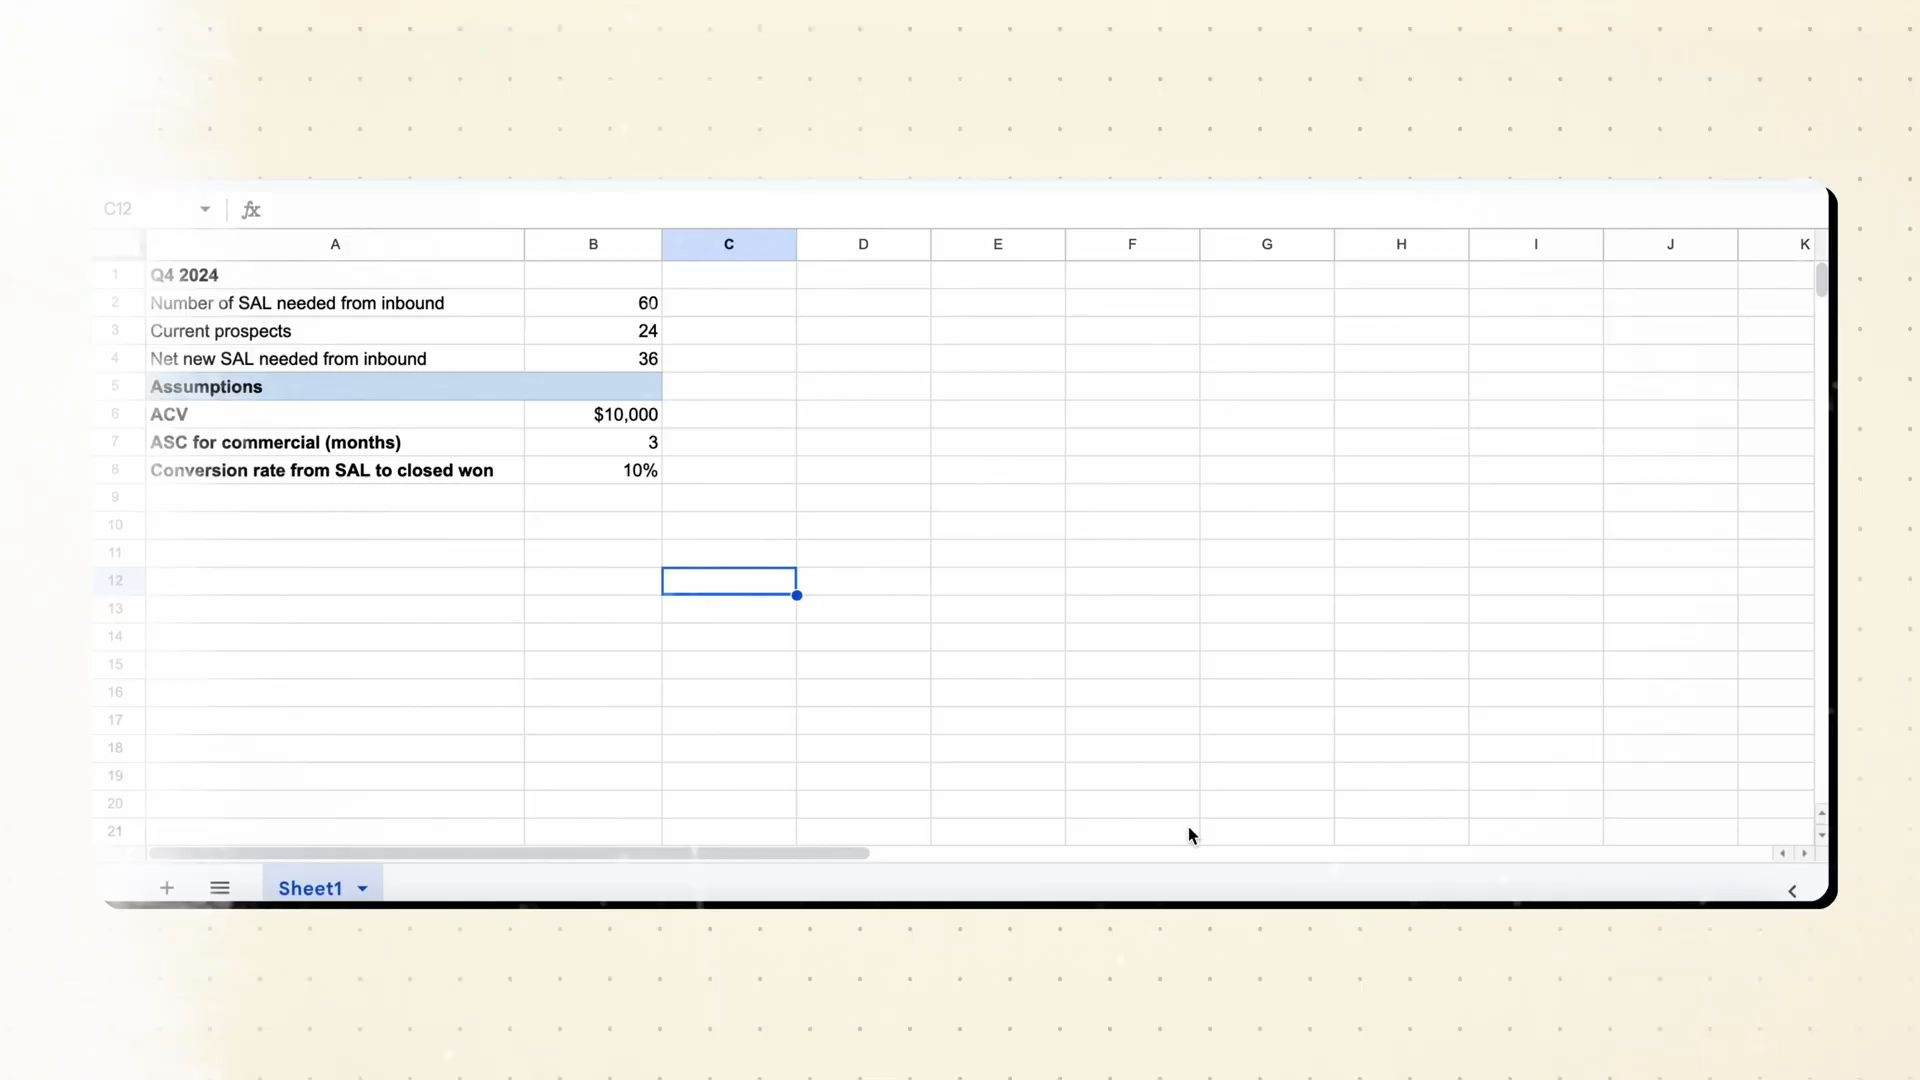 C12 fx
A B C D E F G H I J K
1 Q4 2024
2 Number of SAL needed from inbound 60
3 Current prospects 24
4 Net new SAL needed from inbound 36
5 Assumptions
6 ACV $10,000
7 ASC for commercial (months) 3
8 Conversion rate from SAL to closed won 10%
9
10
11
12
13
14
15
16
17
18
19
20
21
Sheet1